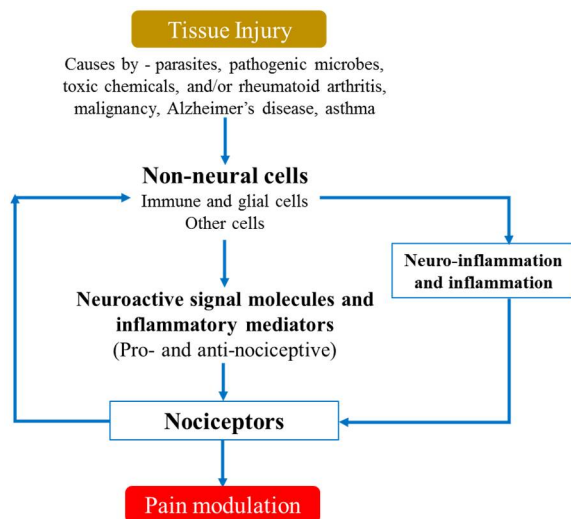 Tissue Injury
Causes by - parasites, pathogenic microbes,
toxic chemicals, and/or rheumatoid arthritis,
malignancy, Alzheimer's disease, asthma
Non-neural cells
Immune and glial cells
Other cells
Neuro-inflammation
and inflammation
Neuroactive signal molecules and
inflammatory mediators
(Pro- and anti-nociceptive)
Nociceptors
Pain modulation